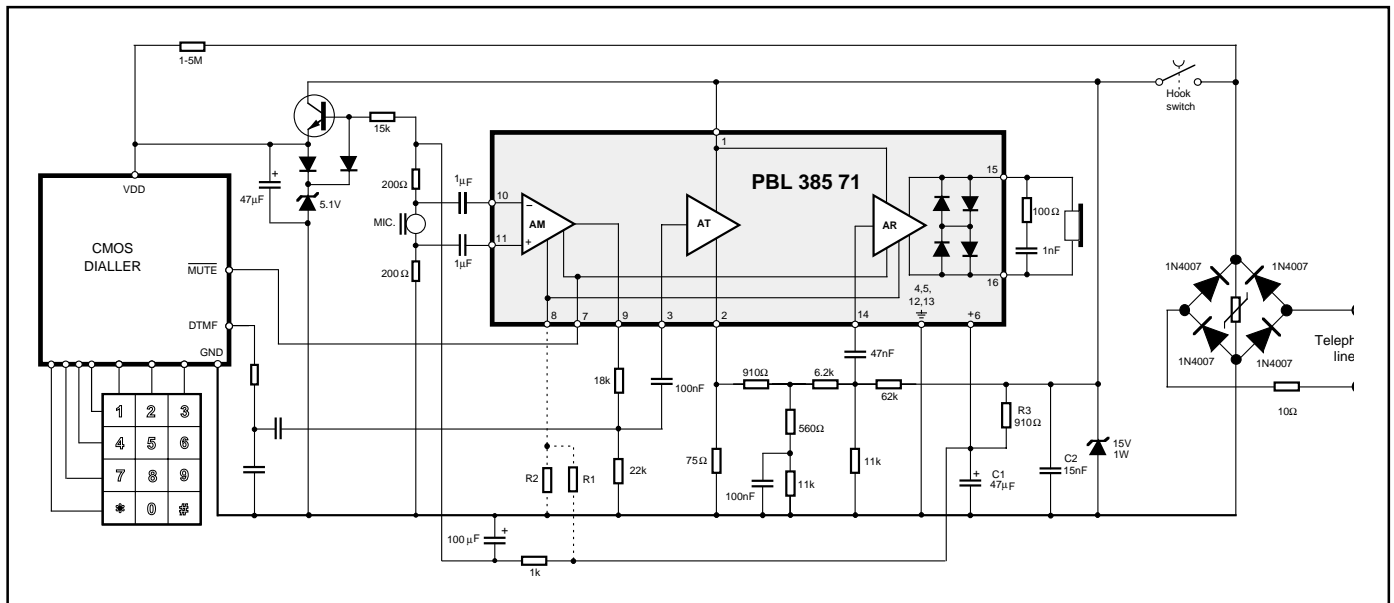 1-5M
Hook
switch
15k
1
15
VDD
47µF
+
5.1V
200Ω
1µF
10
PBL 385 71
100Ω
MIC.
AM
−
+
AT
AR
CMOS
DIALLER
MUTE
11
1µF
200Ω
1nF
16
4,5,
12,13
1N4007
1N4007
DTMF
8
7
9
3
2
14
+6
GND
47nF
Teleph
line
1N4007
1N4007
18k
100nF
910Ω
6.2k
62k
R3
910Ω
10Ω
1 2 3
4 5 6
7 8 9
* 0 #
560Ω
15V
1W
R2
R1
22k
75Ω
100nF
11k
11k
C1
47µF
+
C2
15nF
100 µF
+
1k